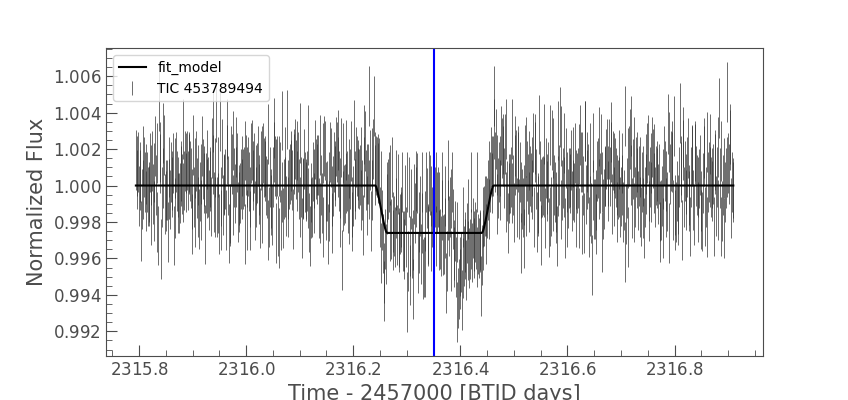 fit_model
TIC 453789494
1.006
1.004
1.002
1.000
0.998
0.996
0.994
0.992
Normalized Flux
2315.8 2316.0 2316.2 2316.4 2316.6 2316.8
Time - 2457000 [BTJD days]